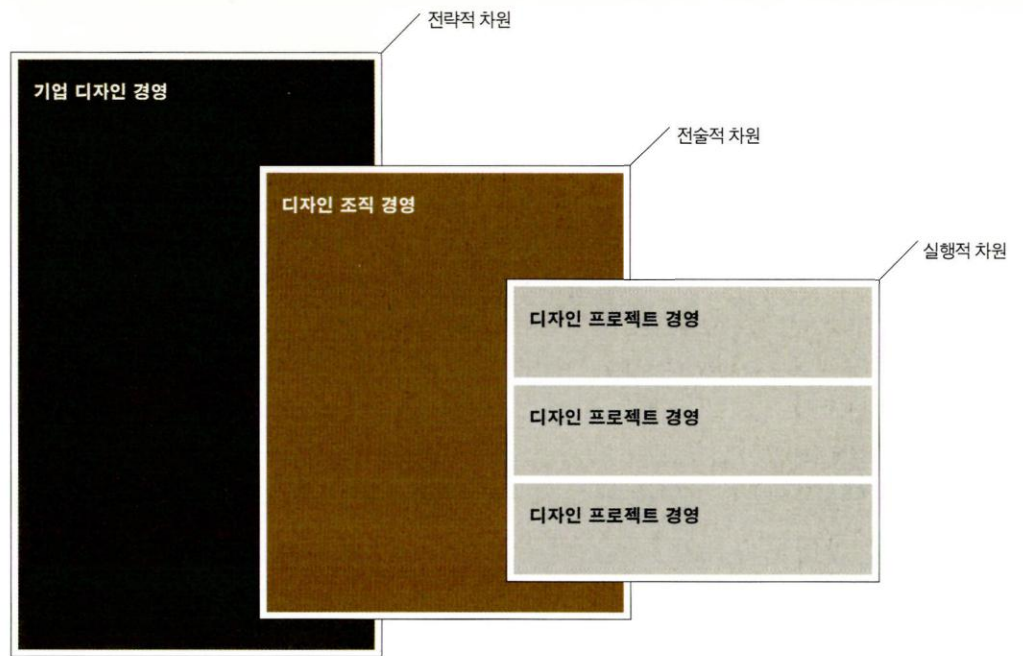 전략적 차원
기업 디자인 경영
전술적 차원
디자인 조직 경영
실행적 차원
디자인 프로젝트 경영
디자인 프로젝트 경영
디자인 프로젝트 경영